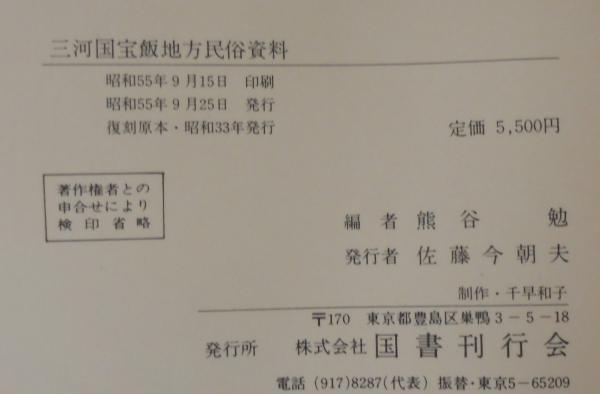 三河国宝飯地方民俗資料
昭和55年9月15日 印刷
昭和55年9月25日 発行
復刻原本・昭和33年発行
定価 5,500円
著作権者との
申合せにより
検印省略
編者 熊谷 勉
発行者 佐藤今朝夫
制作・千早和子
〒170 東京都豊島区巣鴨3-5-18
発行所 株式会社 国書刊行会
電話 (917)8287(代表) 振替・東京5-65209